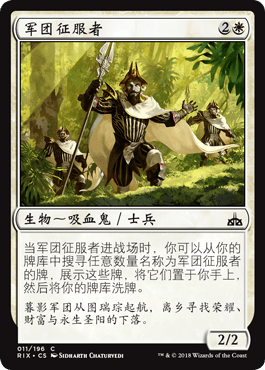 军团征服者 2
生物～吸血鬼／士兵
当军团征服者进战场时，你可以从你的
牌库中搜寻任意数量名称为军团征服者
的牌，展示这些牌，将它们置于你手上，
然后将你的牌库洗牌。
暮影军团从图瑞琮起航，离乡寻找荣耀、
财富与永生圣阳的下落。
2/2
011/196 C
RIX • CS SIDHARTH CHATURVEDI
™ & © 2018 Wizards of the Coast